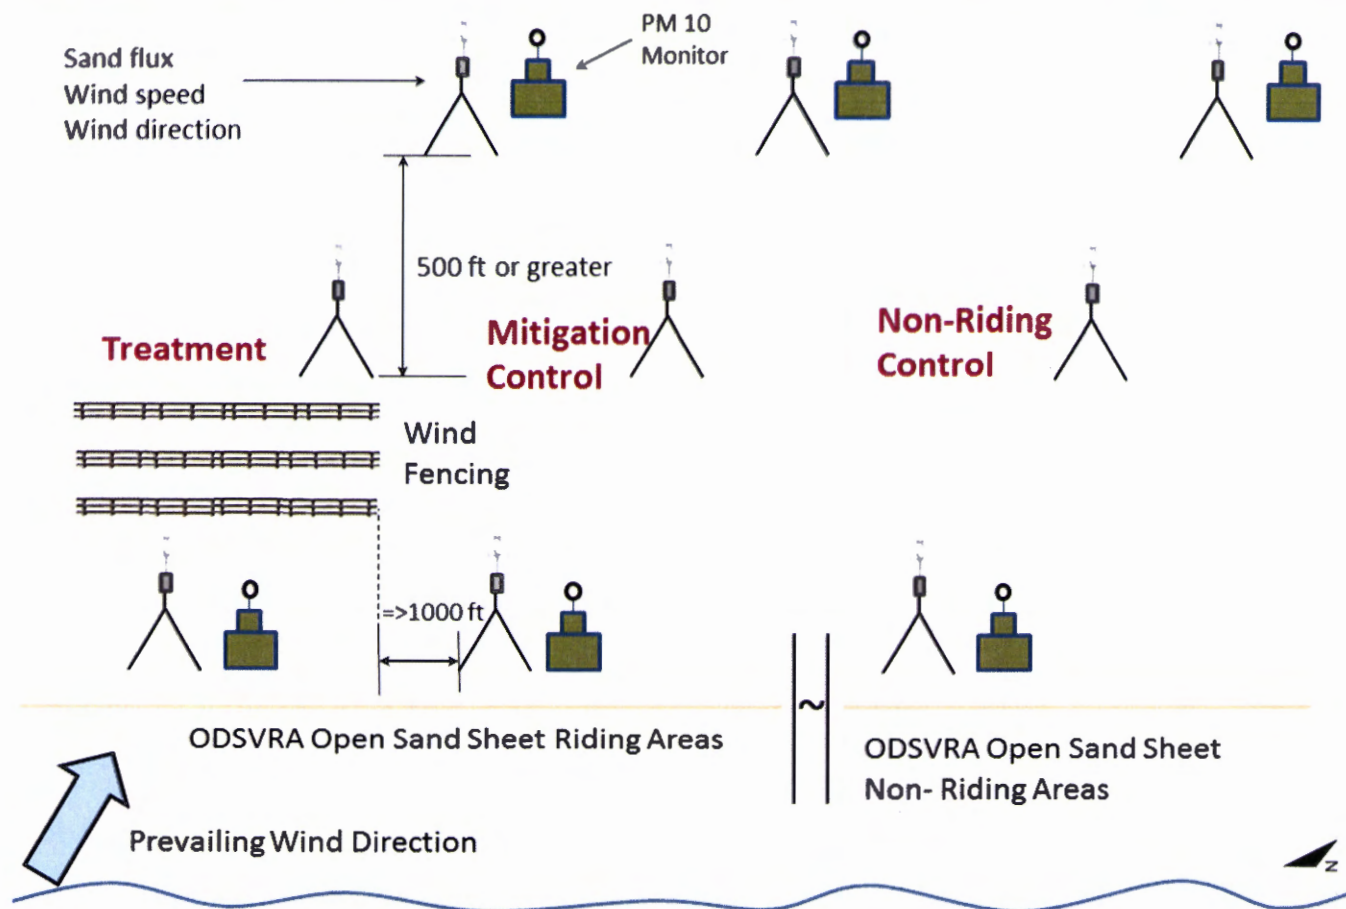 Sand flux
Wind speed
Wind direction
PM 10
Monitor
500 ft or greater
Treatment
Mitigation
Control
Non-Riding
Control
Wind
Fencing
=>1000 ft
~
ODSVRA Open Sand Sheet Riding Areas
ODSVRA Open Sand Sheet
Non- Riding Areas
Prevailing Wind Direction
N